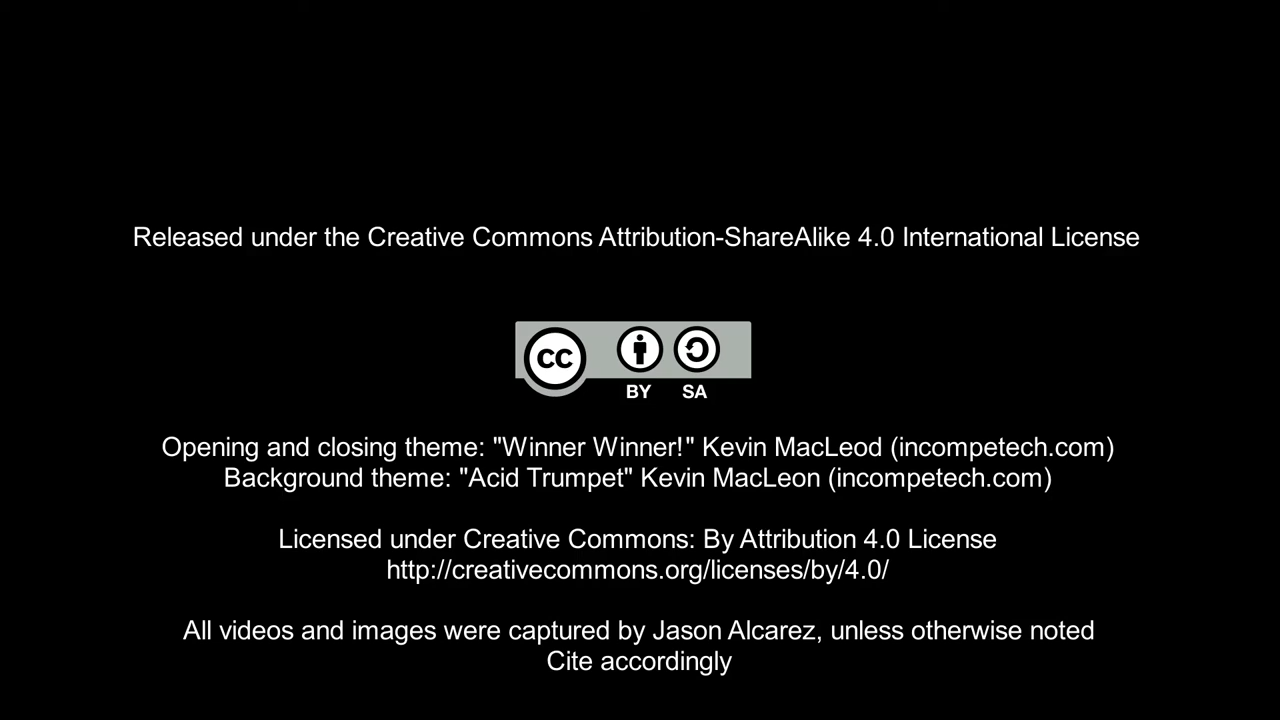 Released under the Creative Commons Attribution-ShareAlike 4.0 International License
CC
BY SA
Opening and closing theme: "Winner Winner!" Kevin MacLeod (incompetech.com)
Background theme: "Acid Trumpet" Kevin MacLeon (incompetech.com)
Licensed under Creative Commons: By Attribution 4.0 License
http://creativecommons.org/licenses/by/4.0/
All videos and images were captured by Jason Alcarez, unless otherwise noted
Cite accordingly